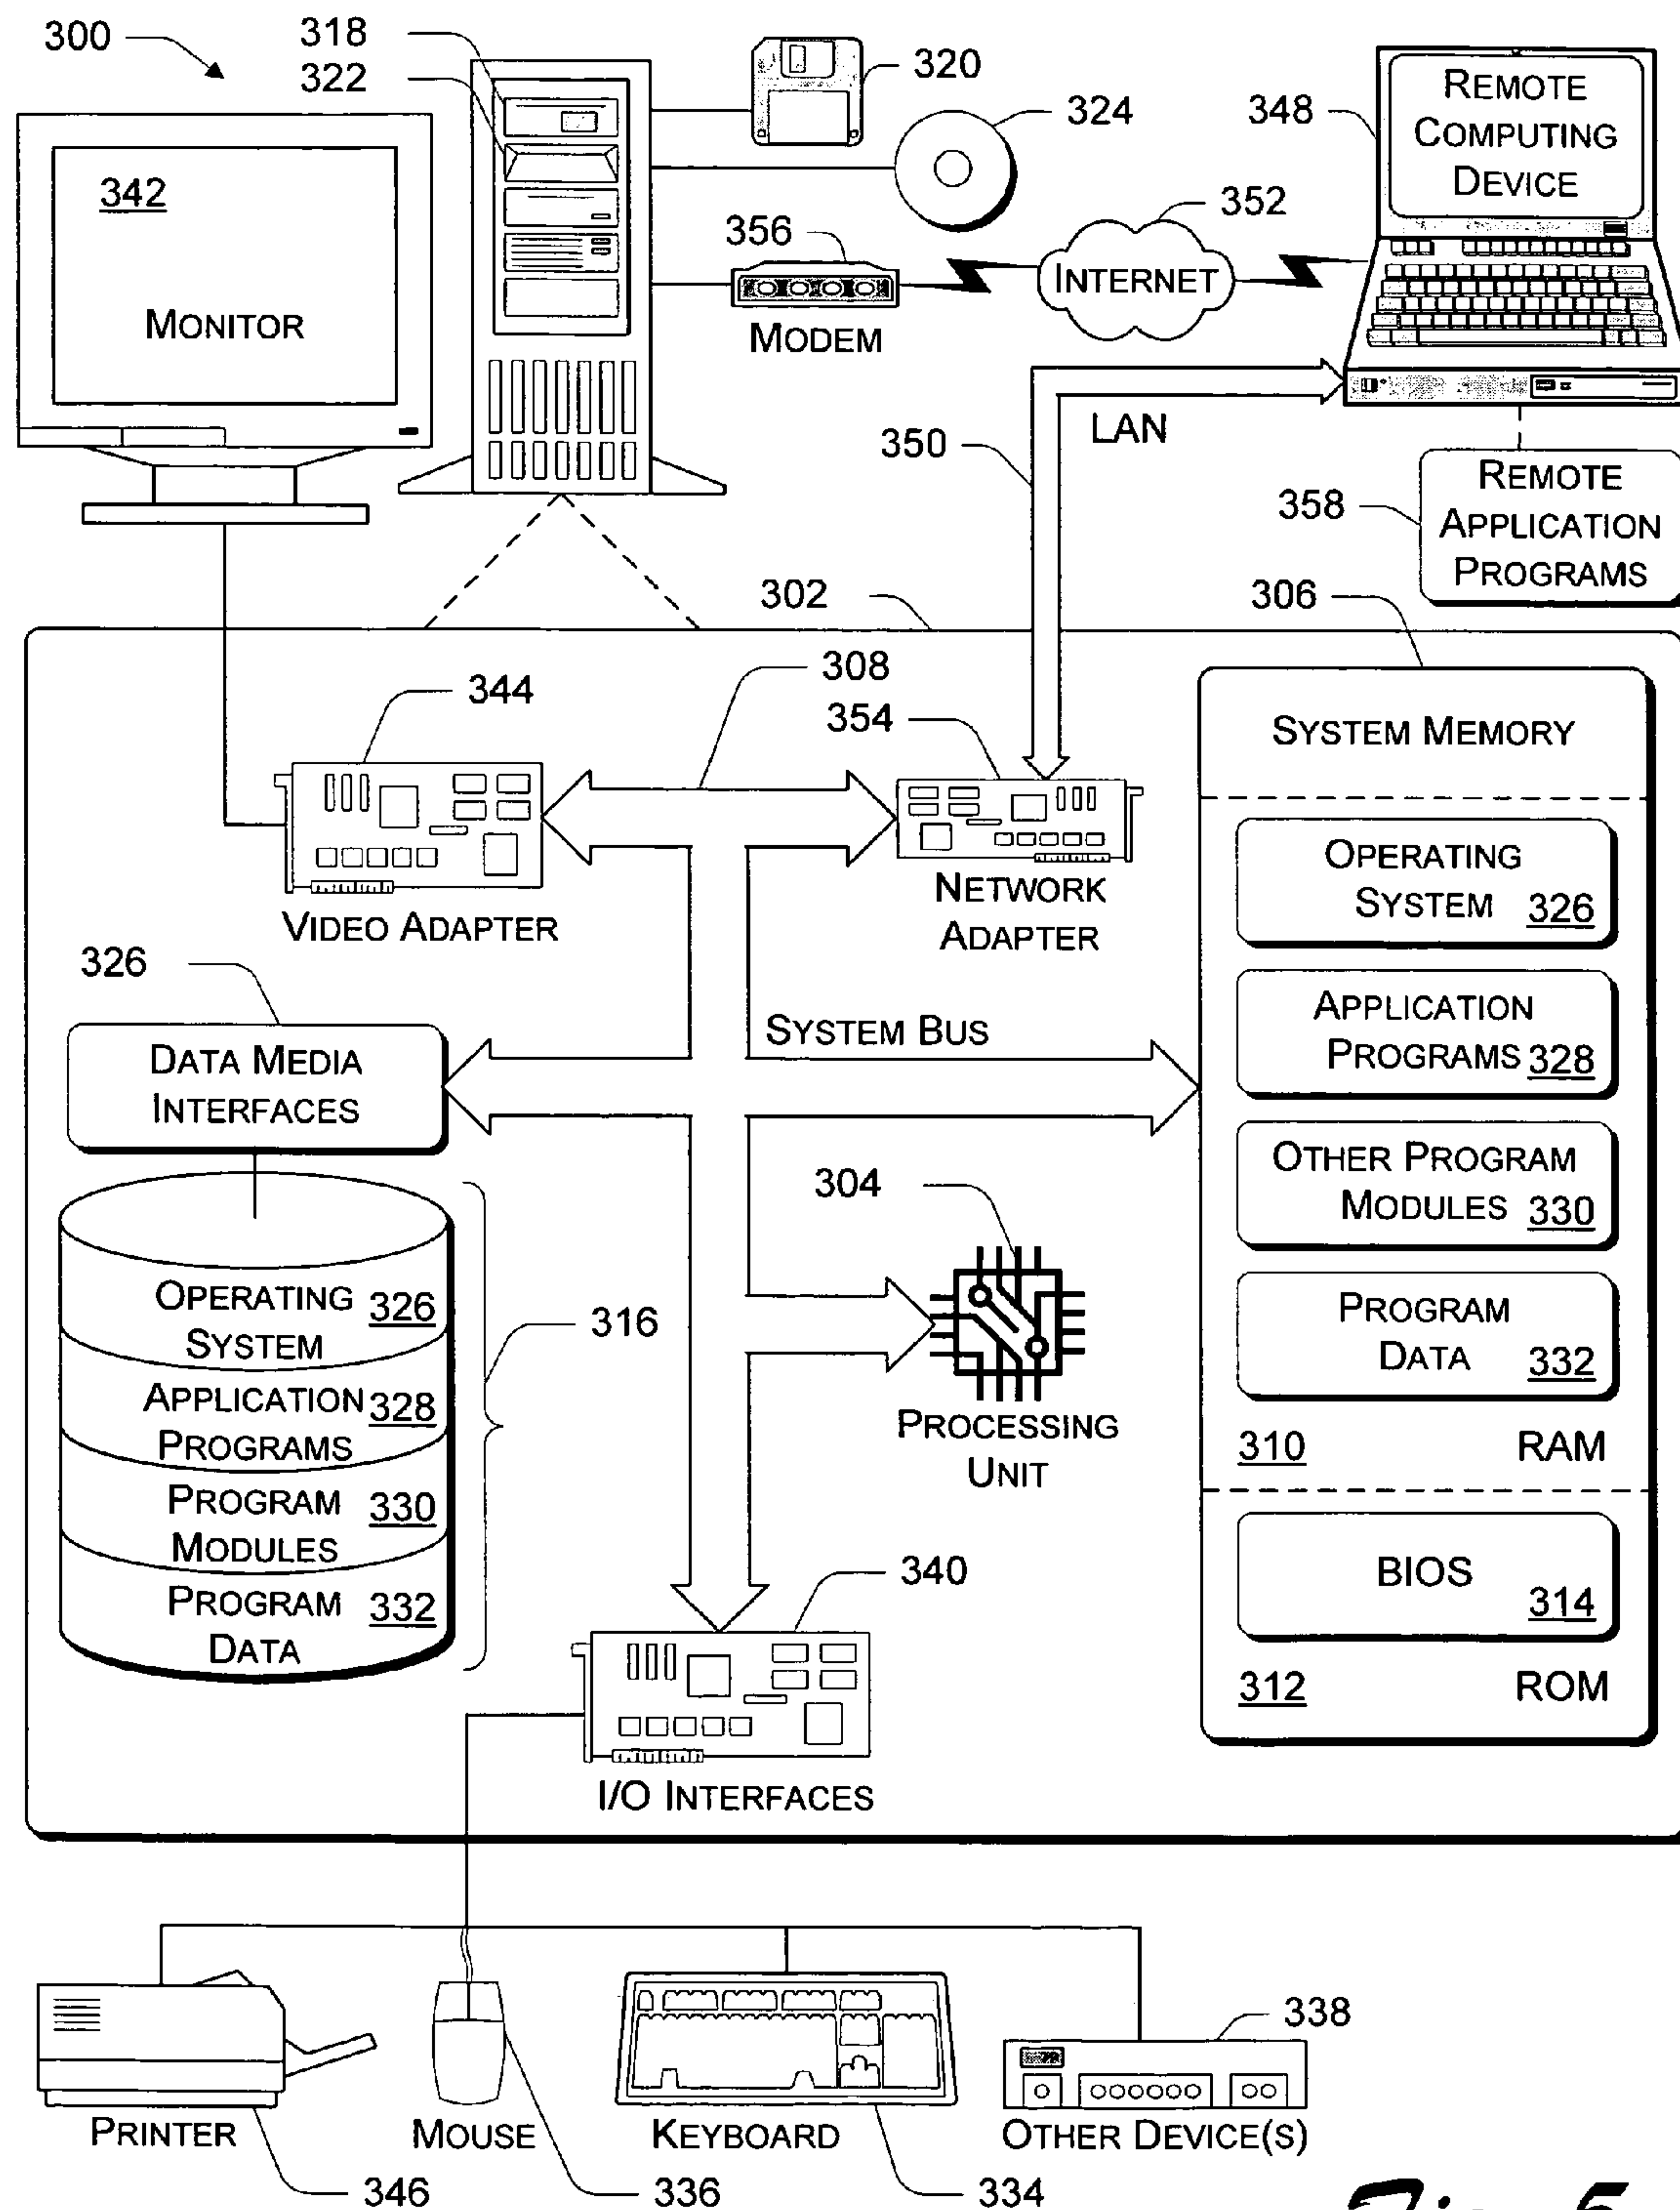 300
318
322
320
324
348
REMOTE
COMPUTING
DEVICE
342
MONITOR
356
MODEM
352
INTERNET
LAN
350
358
REMOTE
APPLICATION
PROGRAMS
302
306
308
344
354
VIDEO ADAPTER
NETWORK
ADAPTER
SYSTEM MEMORY
OPERATING
SYSTEM 326
APPLICATION
PROGRAMS 328
OTHER PROGRAM
MODULES 330
PROGRAM
DATA 332
310 RAM
BIOS
314
312 ROM
326
DATA MEDIA
INTERFACES
SYSTEM BUS
304
PROCESSING
UNIT
316
OPERATING 326
SYSTEM
APPLICATION 328
PROGRAMS
PROGRAM 330
MODULES
PROGRAM 332
DATA
340
I/O INTERFACES
338
PRINTER
MOUSE
KEYBOARD
OTHER DEVICE(S)
346
336
334
Fig. 5